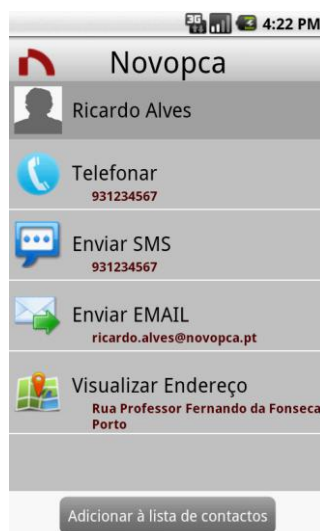 3G 4:22 PM
Novopca
Ricardo Alves
Telefonar
931234567
Enviar SMS
931234567
Enviar EMAIL
ricardo.alves@novopca.pt
Visualizar Endereço
Rua Professor Fernando da Fonseca
Porto
Adicionar à lista de contactos